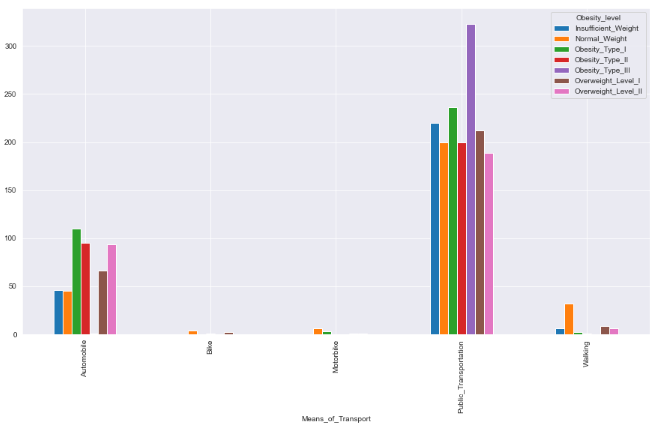 Obesity_level
Insufficient_Weight
Normal_Weight
Obesity_Type_I
Obesity_Type_II
Obesity_Type_III
Overweight_Level_I
Overweight_Level_II
300
250
200
150
100
50
0
Automobile
Bike
Motorbike
Public_Transportation
Walking
Means_of_Transport